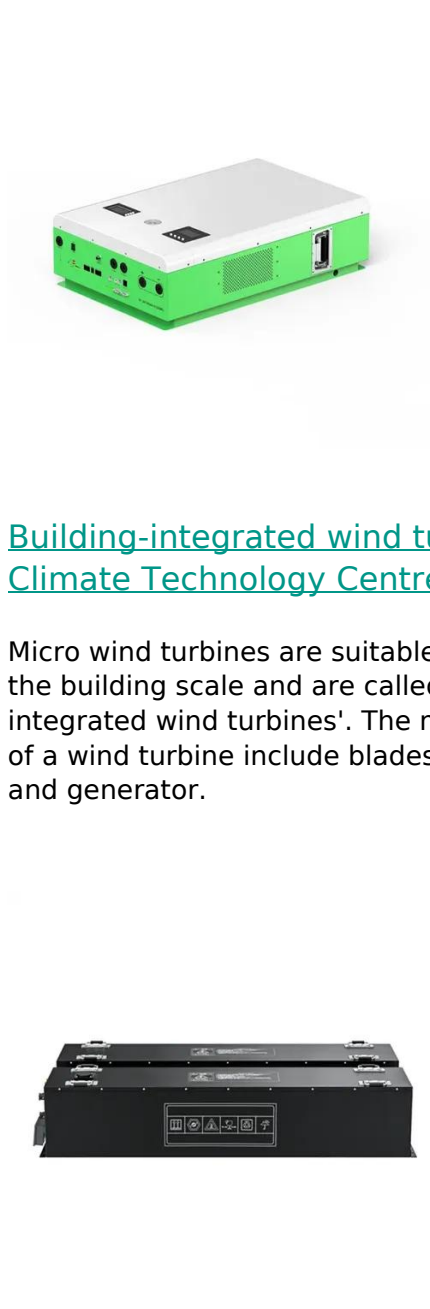 Building-integrated wind tu
Climate Technology Centre
Micro wind turbines are suitable
the building scale and are called
integrated wind turbines'. The m
of a wind turbine include blades
and generator.